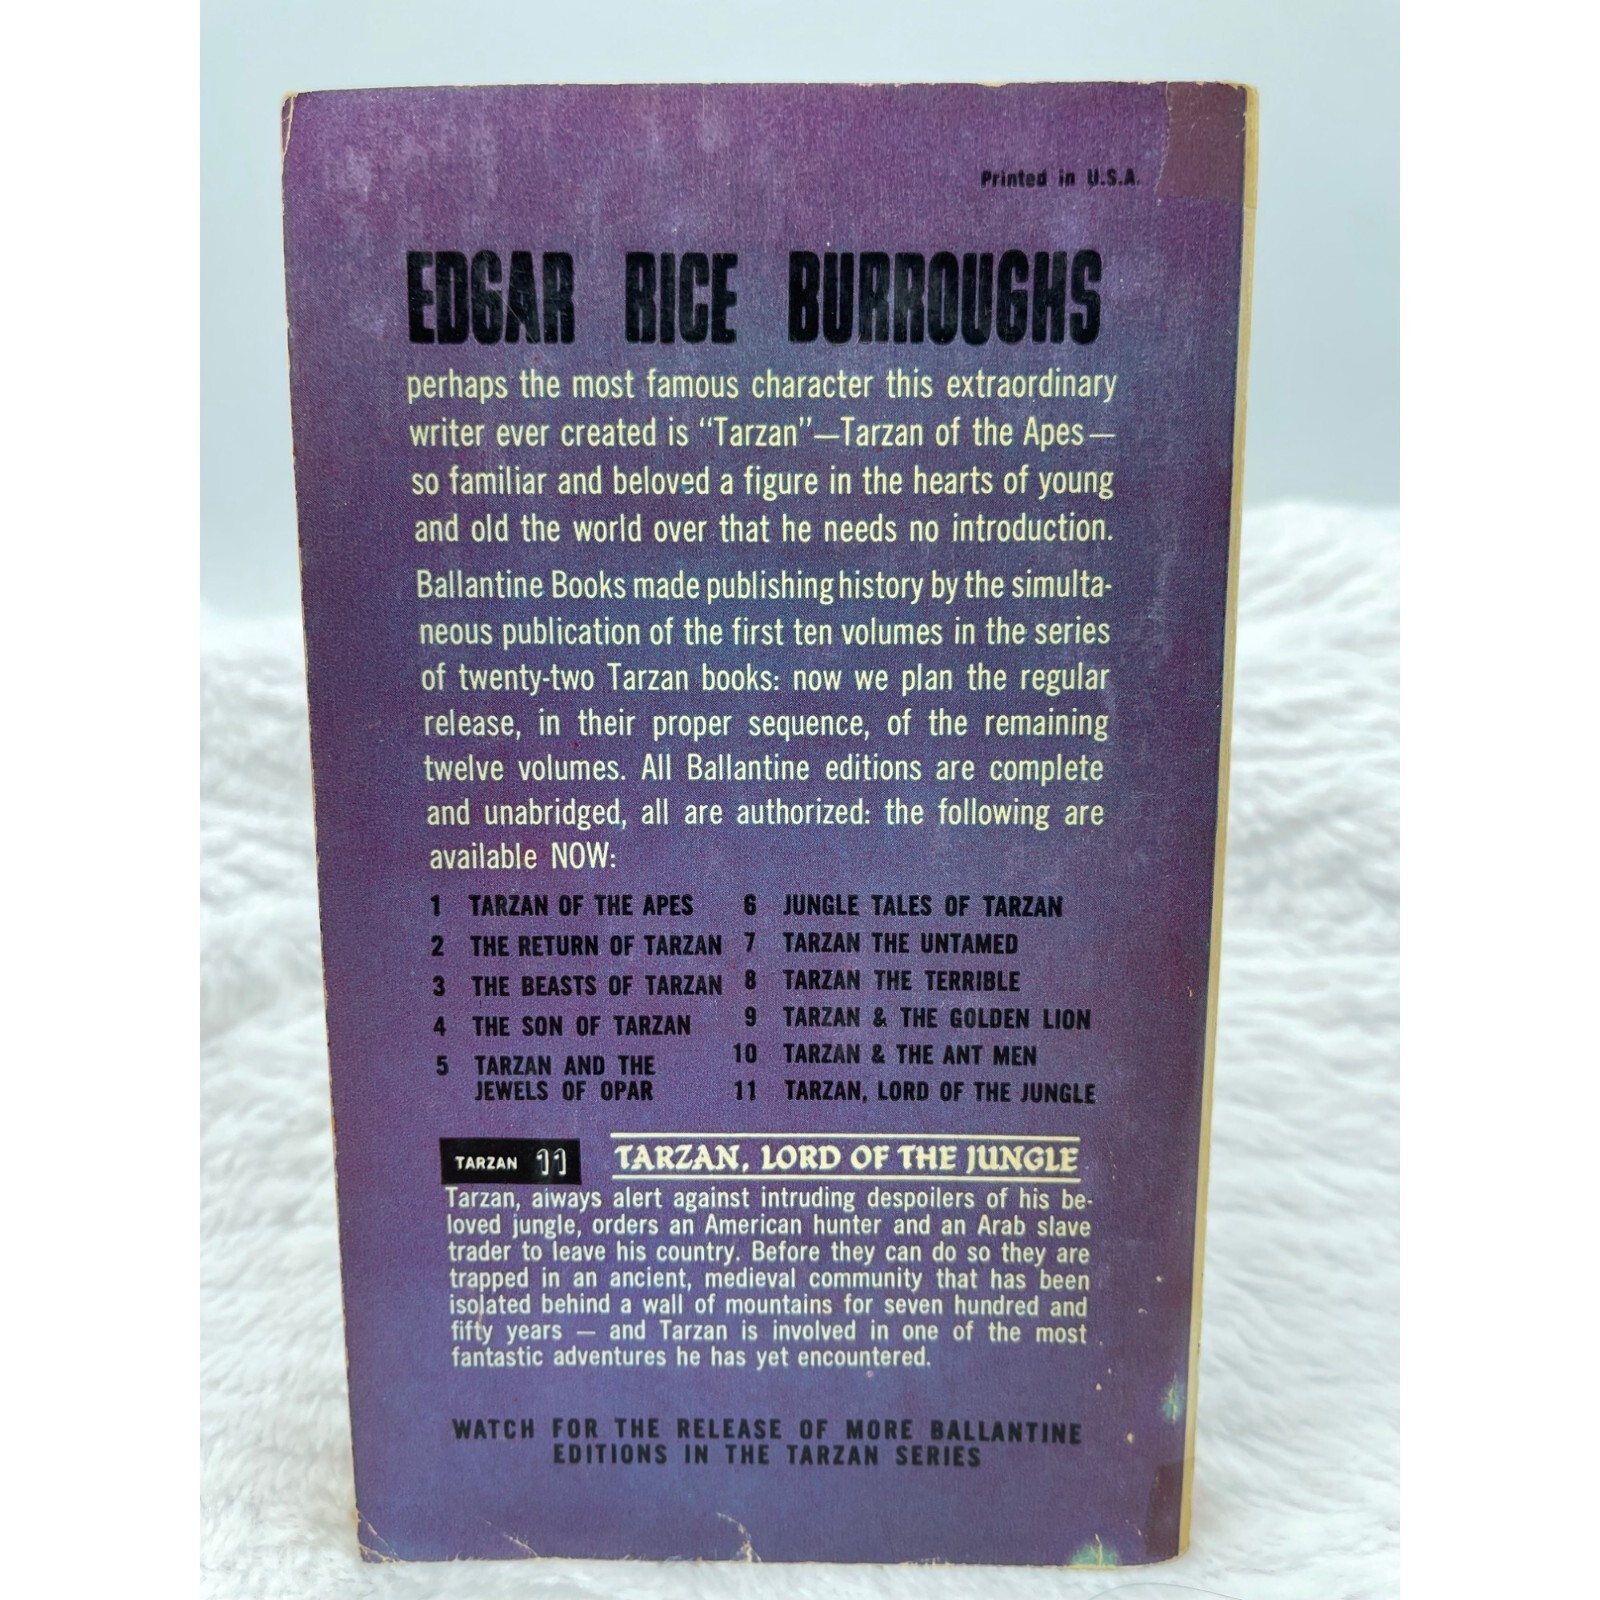 Printed in U.S.A.
EDGAR RICE BURROUGHS
perhaps the most famous character this extraordinary
writer ever created is "Tarzan"—Tarzan of the Apes—
so familiar and beloved a figure in the hearts of young
and old the world over that he needs no introduction.
Ballantine Books made publishing history by the simulta-
neous publication of the first ten volumes in the series
of twenty-two Tarzan books: now we plan the regular
release, in their proper sequence, of the remaining
twelve volumes. All Ballantine editions are complete
and unabridged, all are authorized: the following are
available NOW:
1 TARZAN OF THE APES
2 THE RETURN OF TARZAN
3 THE BEASTS OF TARZAN
4 THE SON OF TARZAN
5 TARZAN AND THE
JEWELS OF OPAR
6 JUNGLE TALES OF TARZAN
7 TARZAN THE UNTAMED
8 TARZAN THE TERRIBLE
9 TARZAN & THE GOLDEN LION
10 TARZAN & THE ANT MEN
11 TARZAN, LORD OF THE JUNGLE
TARZAN 11 TARZAN, LORD OF THE JUNGLE
Tarzan, aiways alert against intruding despoilers of his be-
loved jungle, orders an American hunter and an Arab slave
trader to leave his country. Before they can do so they are
trapped in an ancient, medieval community that has been
isolated behind a wall of mountains for seven hundred and
fifty years — and Tarzan is involved in one of the most
fantastic adventures he has yet encountered.
WATCH FOR THE RELEASE OF MORE BALLANTINE
EDITIONS IN THE TARZAN SERIES